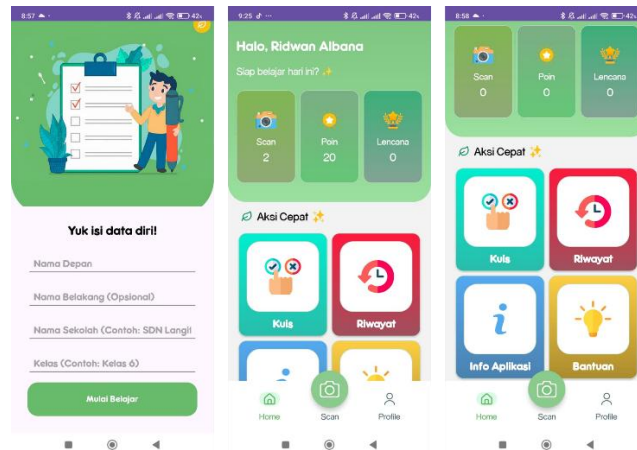 8:57
42%
Yuk isi data diri!
Nama Depan
Nama Belakang (Opsional)
Nama Sekolah (Contoh: SDN Langit
Kelas (Contoh: Kelas 6)
Mulai Belajar
9:25
42%
Halo, Ridwan Albana
Siap belajar hari ini?
Scan
2
Poin
20
Lencana
0
Aksi Cepat
Kuis
Riwayat
Home
Scan
Profile
8:58
42%
Scan
0
Poin
0
Lencana
0
Aksi Cepat
Kuis
Riwayat
Info Aplikasi
Bantuan
Home
Scan
Profile